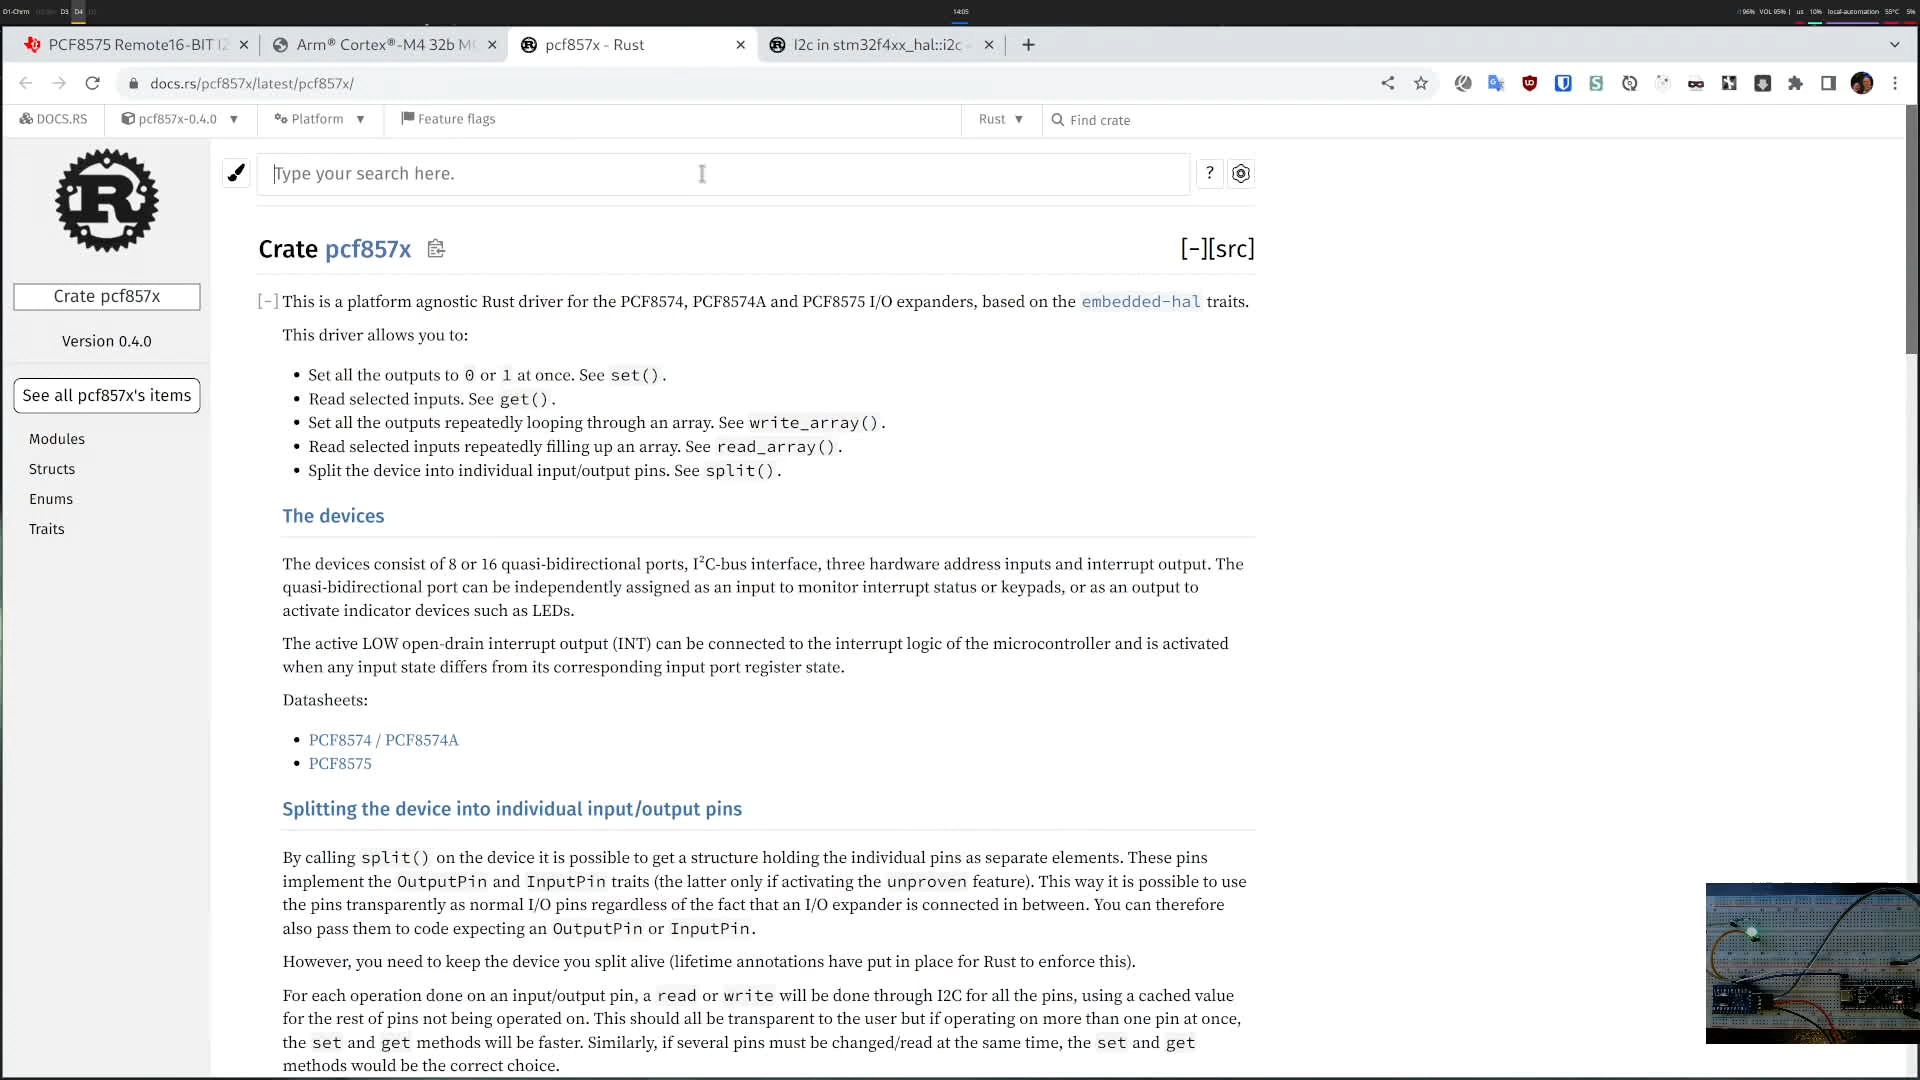 D1-Chrm D3 D4
14:05
96% VOL 95% | us 10% local-automation 55°C 5%
PCF8575 Remote16-BIT I2
Arm® Cortex®-M4 32b M
pcf857x - Rust
I2c in stm32f4xx_hal::i2c -
docs.rs/pcf857x/latest/pcf857x/
DOCS.RS
pcf857x-0.4.0
Platform
Feature flags
Rust
Find crate
Type your search here.
?
Crate pcf857x
[−][src]
Crate pcf857x
Version 0.4.0
See all pcf857x's items
Modules
Structs
Enums
Traits
[−] This is a platform agnostic Rust driver for the PCF8574, PCF8574A and PCF8575 I/O expanders, based on the embedded-hal traits.
This driver allows you to:
• Set all the outputs to 0 or 1 at once. See set().
• Read selected inputs. See get().
• Set all the outputs repeatedly looping through an array. See write_array().
• Read selected inputs repeatedly filling up an array. See read_array().
• Split the device into individual input/output pins. See split().
The devices
The devices consist of 8 or 16 quasi-bidirectional ports, I²C-bus interface, three hardware address inputs and interrupt output. The
quasi-bidirectional port can be independently assigned as an input to monitor interrupt status or keypads, or as an output to
activate indicator devices such as LEDs.
The active LOW open-drain interrupt output (INT) can be connected to the interrupt logic of the microcontroller and is activated
when any input state differs from its corresponding input port register state.
Datasheets:
• PCF8574 / PCF8574A
• PCF8575
Splitting the device into individual input/output pins
By calling split() on the device it is possible to get a structure holding the individual pins as separate elements. These pins
implement the OutputPin and InputPin traits (the latter only if activating the unproven feature). This way it is possible to use
the pins transparently as normal I/O pins regardless of the fact that an I/O expander is connected in between. You can therefore
also pass them to code expecting an OutputPin or InputPin.
However, you need to keep the device you split alive (lifetime annotations have put in place for Rust to enforce this).
For each operation done on an input/output pin, a read or write will be done through I2C for all the pins, using a cached value
for the rest of pins not being operated on. This should all be transparent to the user but if operating on more than one pin at once,
the set and get methods will be faster. Similarly, if several pins must be changed/read at the same time, the set and get
methods would be the correct choice.